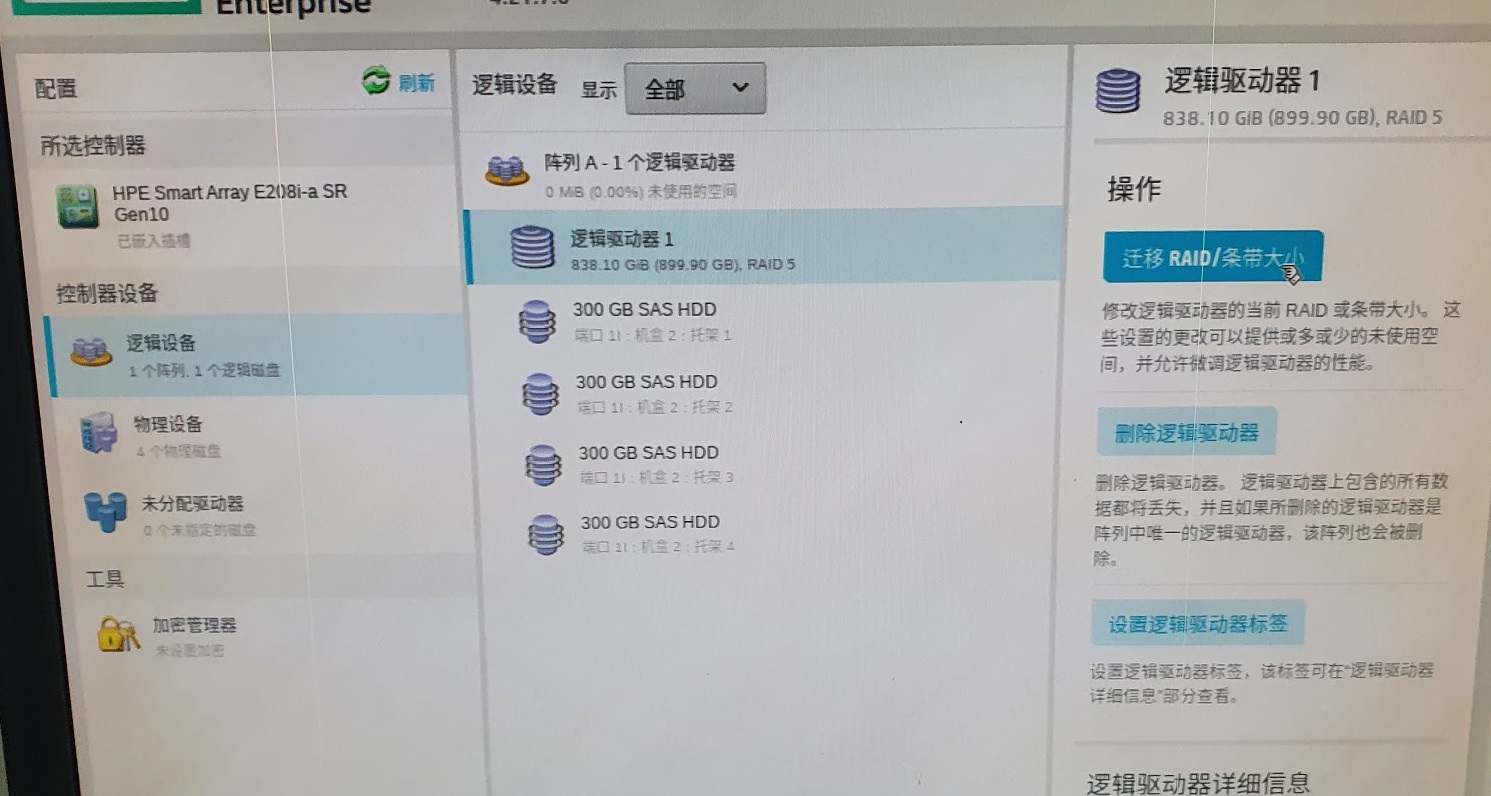 Enterprise
配置
刷新
所选控制器
HPE Smart Array E208i-a SR
Gen10
已嵌入插槽
控制器设备
逻辑设备
1 个阵列, 1 个逻辑磁盘
物理设备
4 个物理磁盘
未分配驱动器
0 个未指定的磁盘
工具
加密管理器
未设置加密
逻辑设备
显示
全部
阵列 A - 1 个逻辑驱动器
0 MiB (0.00%) 未使用的空间
逻辑驱动器 1
838.10 GiB (899.90 GB), RAID 5
300 GB SAS HDD
端口 1I : 机盒 2 : 托架 1
300 GB SAS HDD
端口 1I : 机盒 2 : 托架 2
300 GB SAS HDD
端口 1I : 机盒 2 : 托架 3
300 GB SAS HDD
端口 1I : 机盒 2 : 托架 4
逻辑驱动器 1
838.10 GiB (899.90 GB), RAID 5
操作
迁移 RAID/条带大小
修改逻辑驱动器的当前 RAID 或条带大小。 这
些设置的更改可以提供或多或少的未使用空
间，并允许微调逻辑驱动器的性能。
删除逻辑驱动器
删除逻辑驱动器。 逻辑驱动器上包含的所有数
据都将丢失，并且如果所删除的逻辑驱动器是
阵列中唯一的逻辑驱动器，该阵列也会被删
除。
设置逻辑驱动器标签
设置逻辑驱动器标签，该标签可在“逻辑驱动器
详细信息”部分查看。
逻辑驱动器详细信息